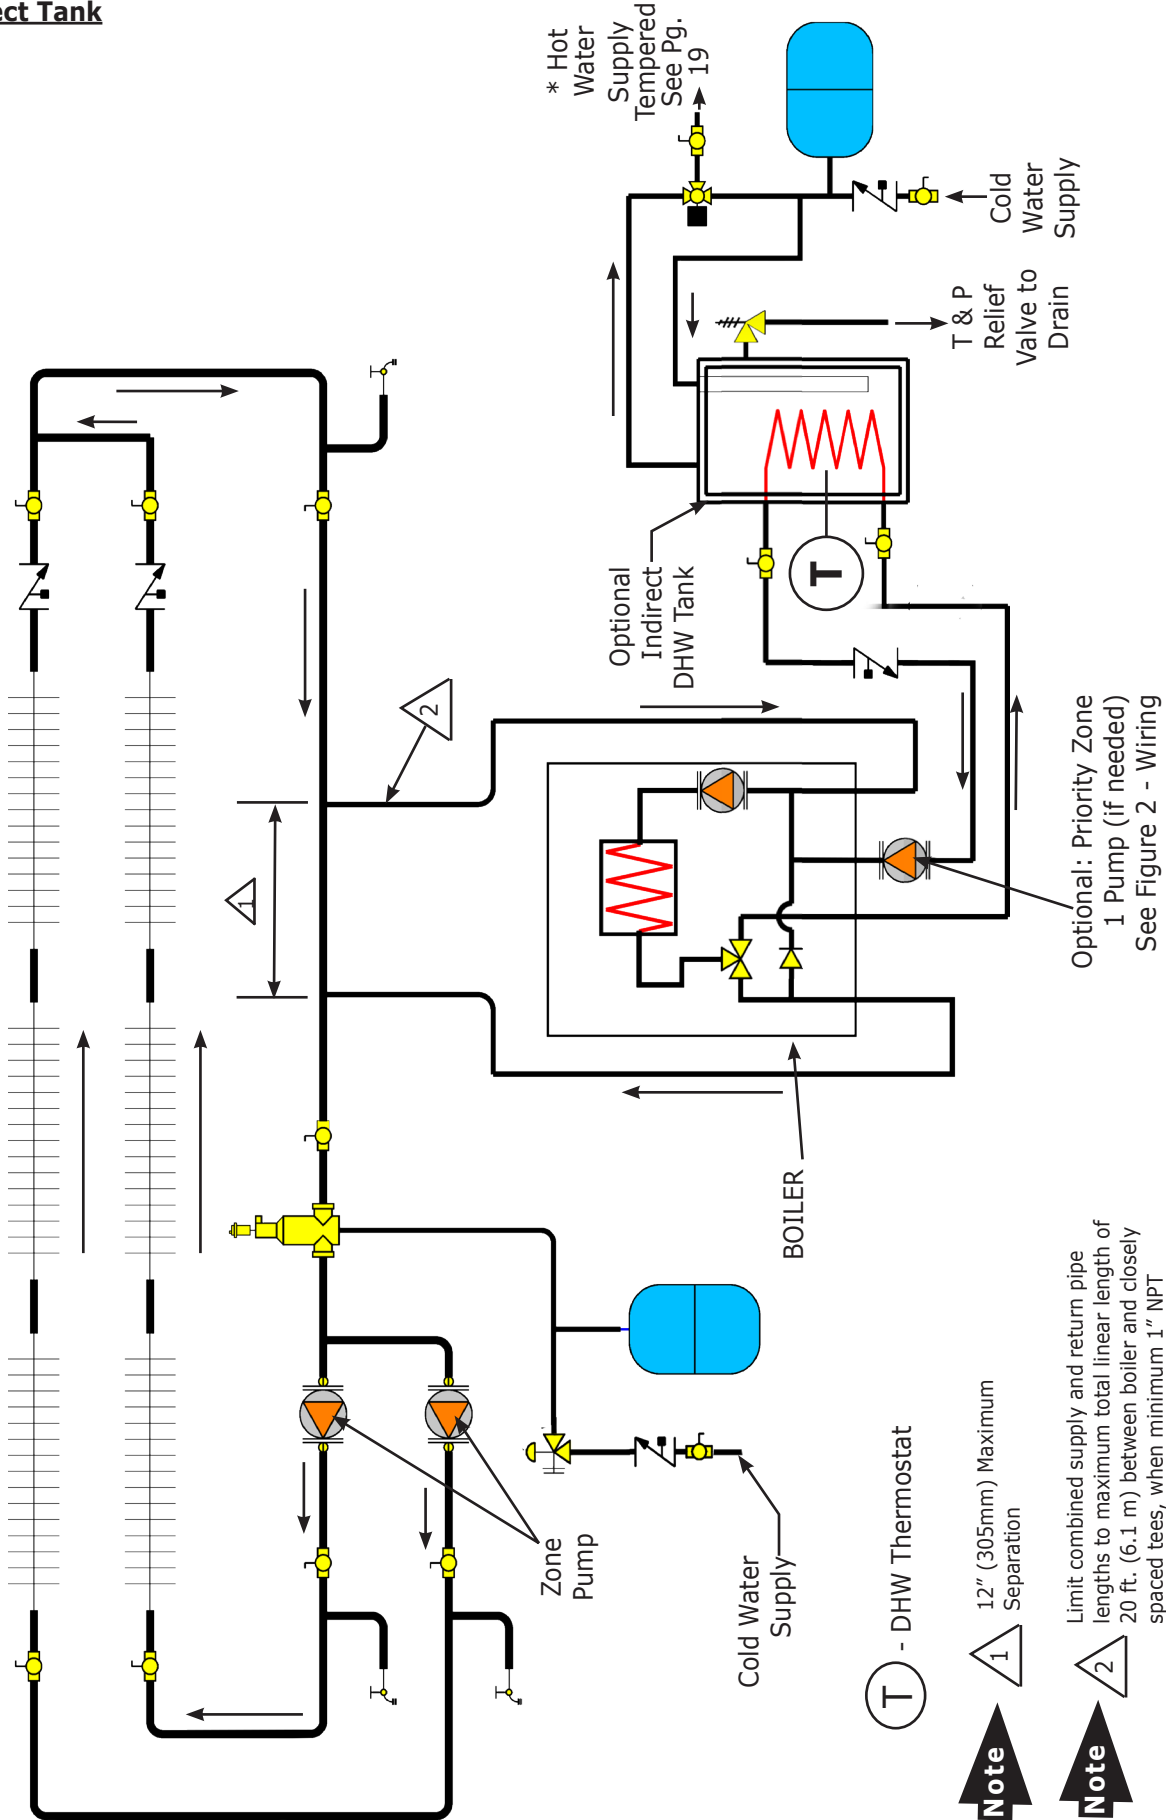 ect Tank
* Hot
Water
Supply
Tempered
See Pg.
19
Cold
Water
Supply
T & P
Relief
Valve to
Drain
Optional
Indirect
DHW Tank
T
2
1
Optional: Priority Zone
1 Pump (if needed)
See Figure 2 - Wiring
BOILER
Zone
Pump
Cold Water
Supply
T - DHW Thermostat
Note
1
12" (305mm) Maximum
Separation
Note
2
Limit combined supply and return pipe
lengths to maximum total linear length of
20 ft. (6.1 m) between boiler and closely
spaced tees, when minimum 1" NPT